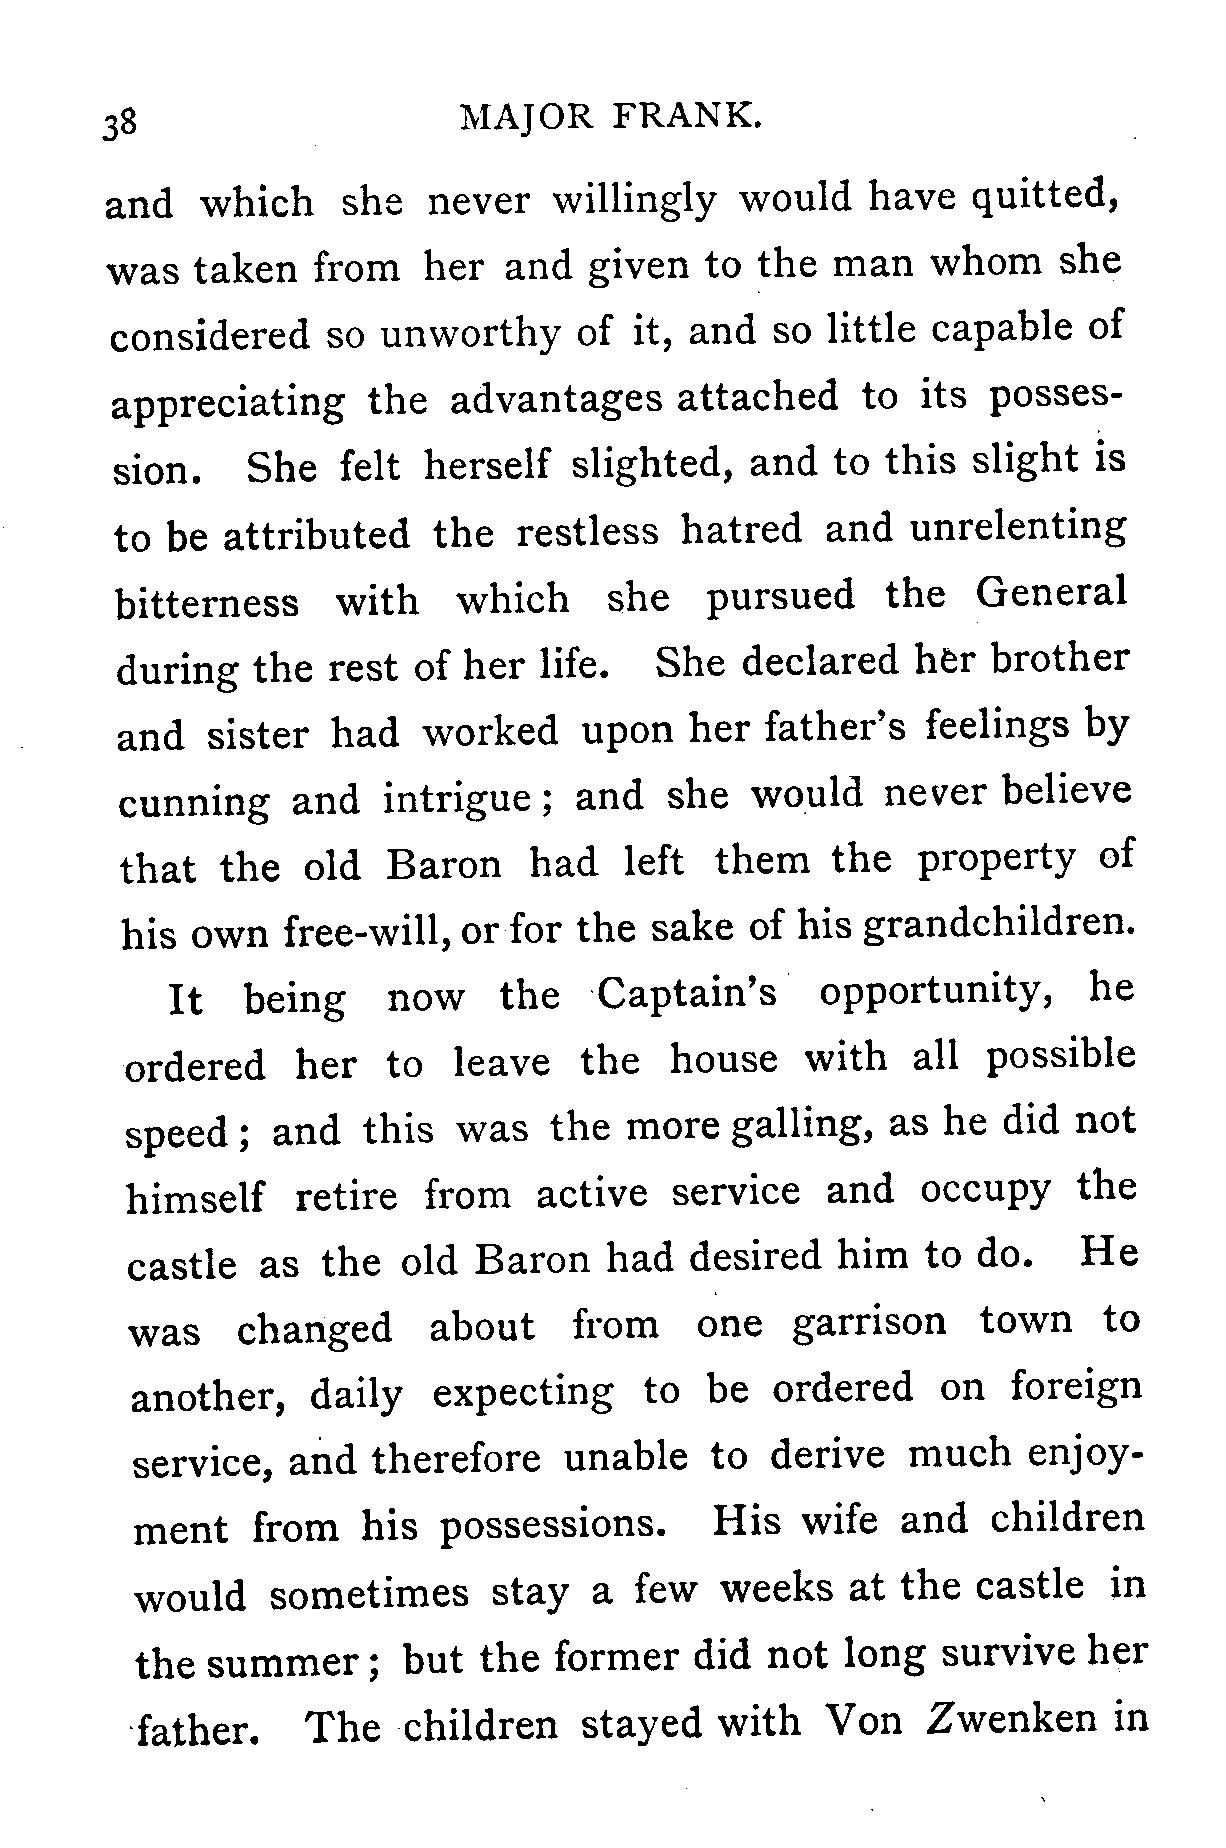 38 MAJOR FRANK.
and which she never willingly would have quitted,
was taken from her and given to the man whom she
considered so unworthy of it, and so little capable of
appreciating the advantages attached to its posses-
sion. She felt herself slighted, and to this slight is
to be attributed the restless hatred and unrelenting
bitterness with which she pursued the General
during the rest of her life. She declared her brother
and sister had worked upon her father's feelings by
cunning and intrigue ; and she would never believe
that the old Baron had left them the property of
his own free-will, or for the sake of his grandchildren.
It being now the Captain's opportunity, he
ordered her to leave the house with all possible
speed ; and this was the more galling, as he did not
himself retire from active service and occupy the
castle as the old Baron had desired him to do. He
was changed about from one garrison town to
another, daily expecting to be ordered on foreign
service, and therefore unable to derive much enjoy-
ment from his possessions. His wife and children
would sometimes stay a few weeks at the castle in
the summer ; but the former did not long survive her
father. The children stayed with Von Zwenken in